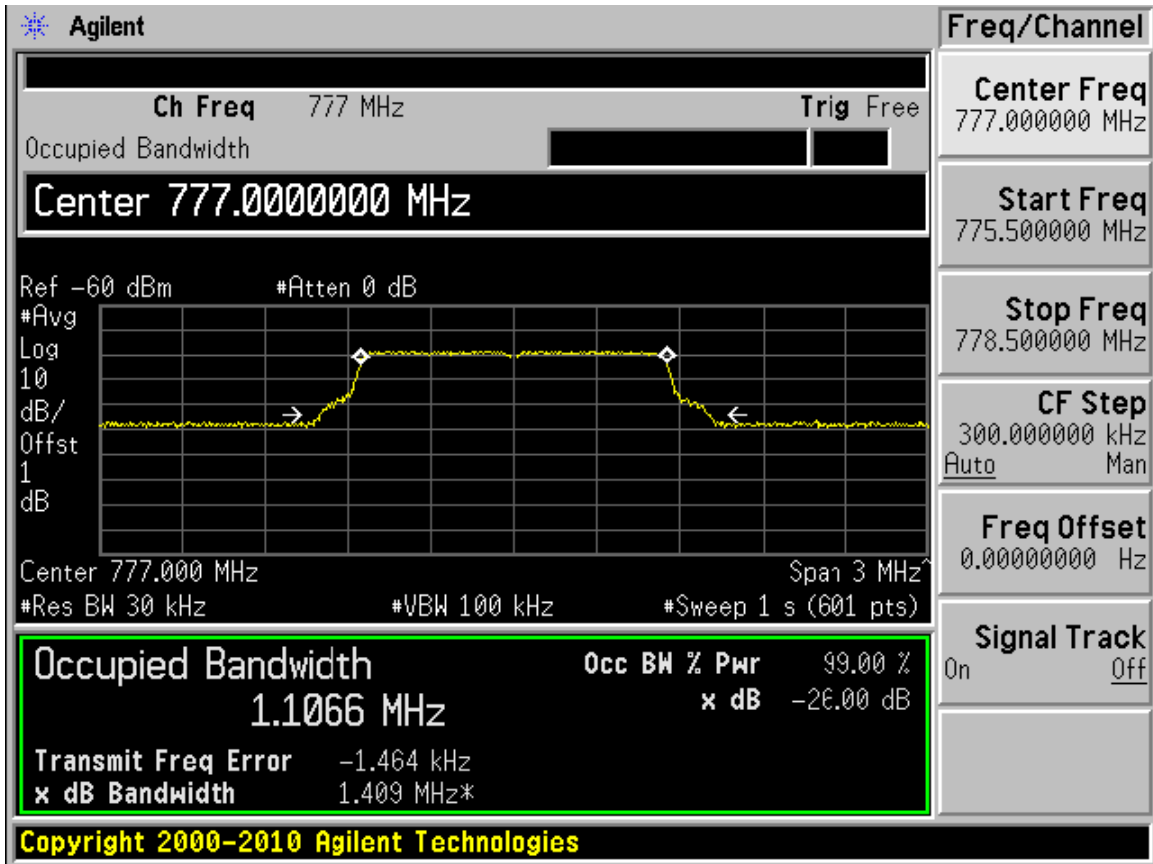 Agilent
Freq/Channel
Ch Freq 777 MHz Trig Free
Occupied Bandwidth
Center 777.0000000 MHz
Ref -60 dBm #Atten 0 dB
#Avg
Log
10
dB/
Offst
1
dB
Center 777.000 MHz Span 3 MHz^
#Res BW 30 kHz #VBW 100 kHz #Sweep 1 s (601 pts)
Occupied Bandwidth Occ BW % Pwr 99.00 %
1.1066 MHz x dB -26.00 dB
Transmit Freq Error -1.464 kHz
x dB Bandwidth 1.409 MHz*
Copyright 2000-2010 Agilent Technologies
Center Freq
777.000000 MHz
Start Freq
775.500000 MHz
Stop Freq
778.500000 MHz
CF Step
300.000000 kHz
Auto Man
Freq Offset
0.00000000 Hz
Signal Track
On Off